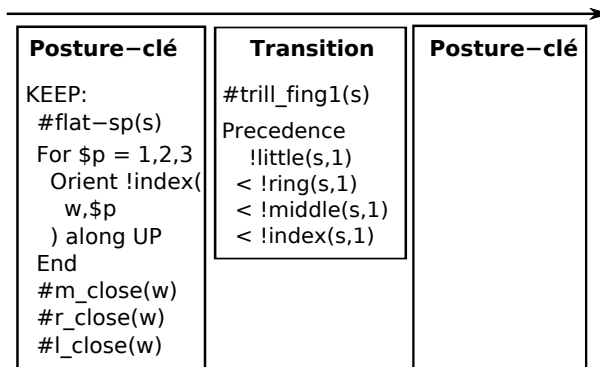 Posture−clé
KEEP:
#flat−sp(s)
For $p = 1,2,3
Orient !index(
w,$p
) along UP
End
#m_close(w)
#r_close(w)
#l_close(w)
Transition
#trill_fing1(s)
Precedence
!little(s,1)
< !ring(s,1)
< !middle(s,1)
< !index(s,1)
Posture−clé